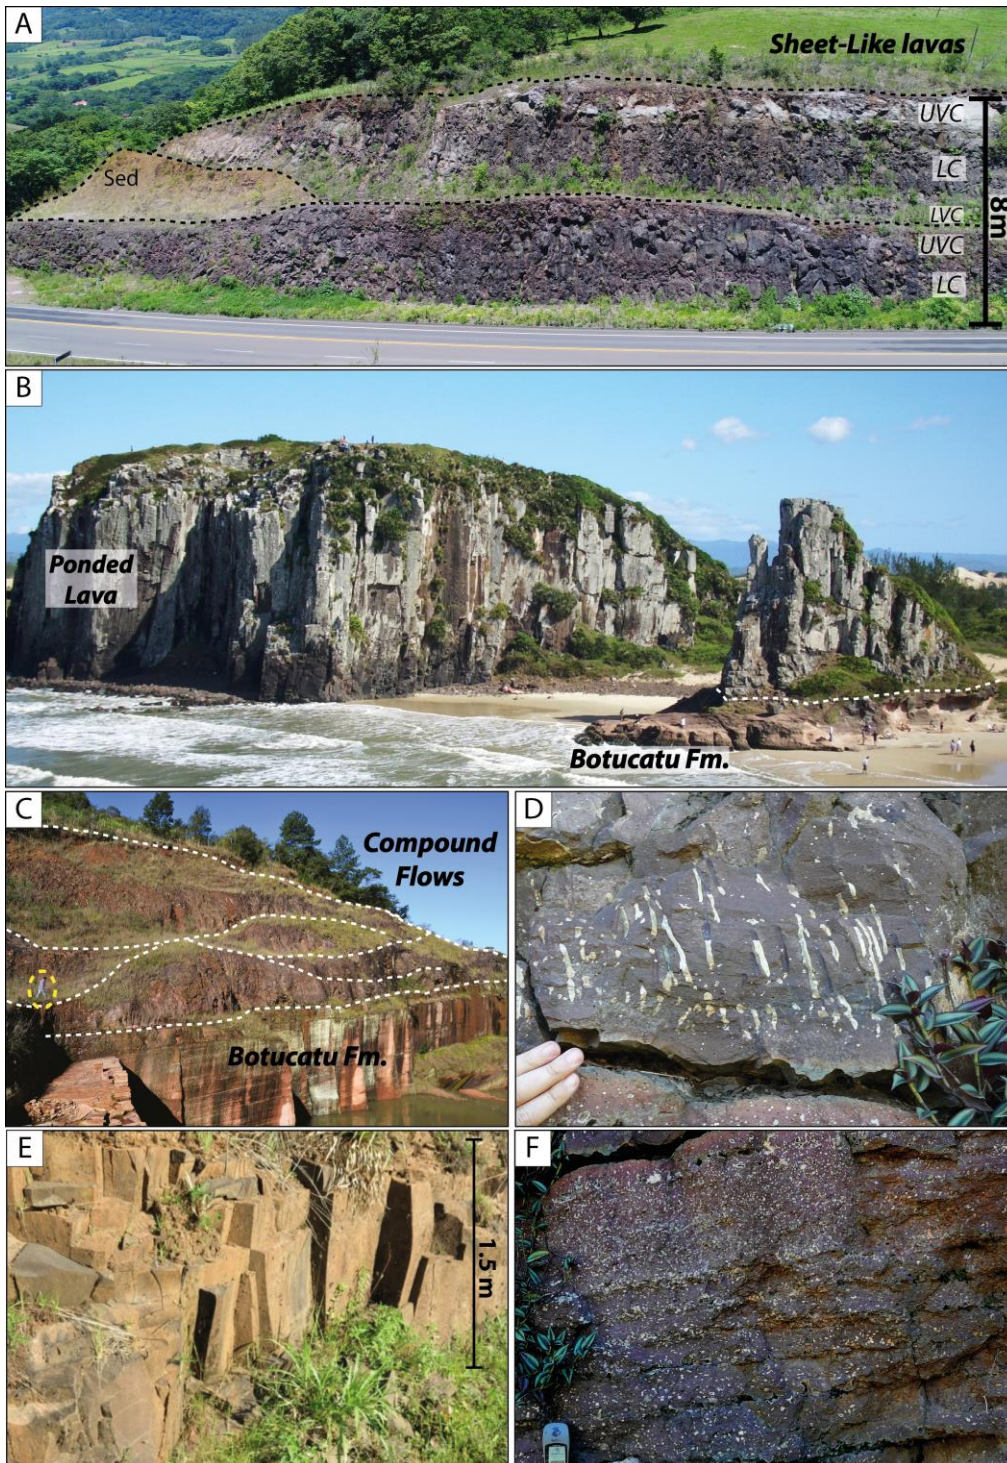 A
Sheet-Like lavas
UVC
LC
LVC
UVC
LC
8m
Sed
B
Ponded
Lava
Botucatu Fm.
C
Compound
Flows
Botucatu Fm.
D
E
1.5 m
F